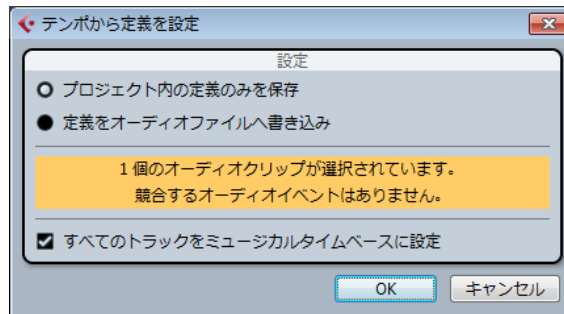 テンポから定義を設定
設定
プロジェクト内の定義のみを保存
定義をオーディオファイルへ書き込み
1個のオーディオクリップが選択されています。
競合するオーディオイベントはありません。
すべてのトラックをミュージカルタイムベースに設定
OK キャンセル